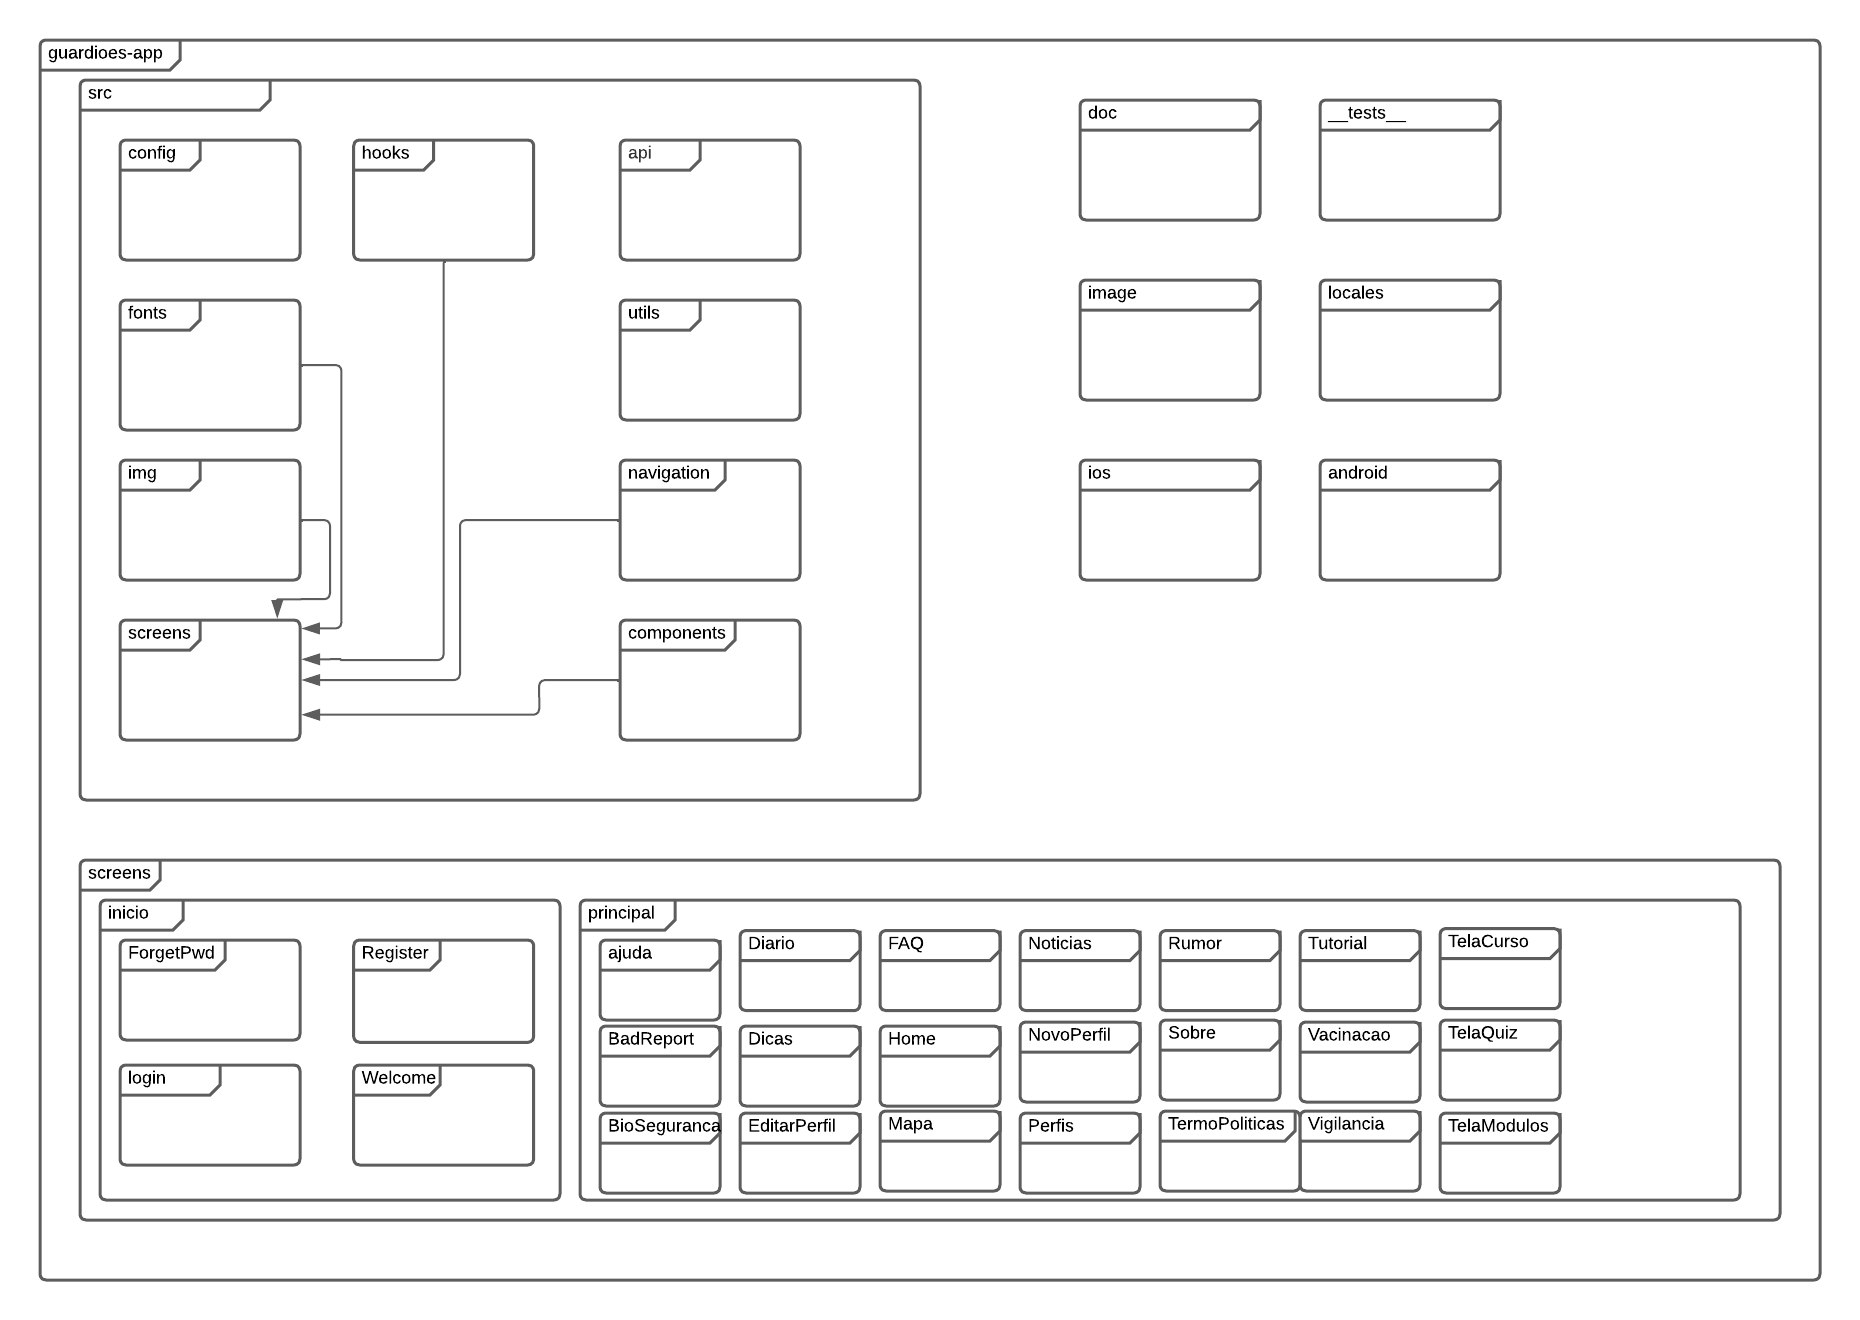 guardioes-app
src
config
hooks
api
fonts
utils
img
navigation
screens
components
doc
__tests__
image
locales
ios
android
screens
inicio
ForgetPwd
Register
login
Welcome
principal
ajuda
Diario
FAQ
Noticias
Rumor
Tutorial
TelaCurso
BadReport
Dicas
Home
NovoPerfil
Sobre
Vacinacao
TelaQuiz
BioSeguranca
EditarPerfil
Mapa
Perfis
TermoPoliticas
Vigilancia
TelaModulos